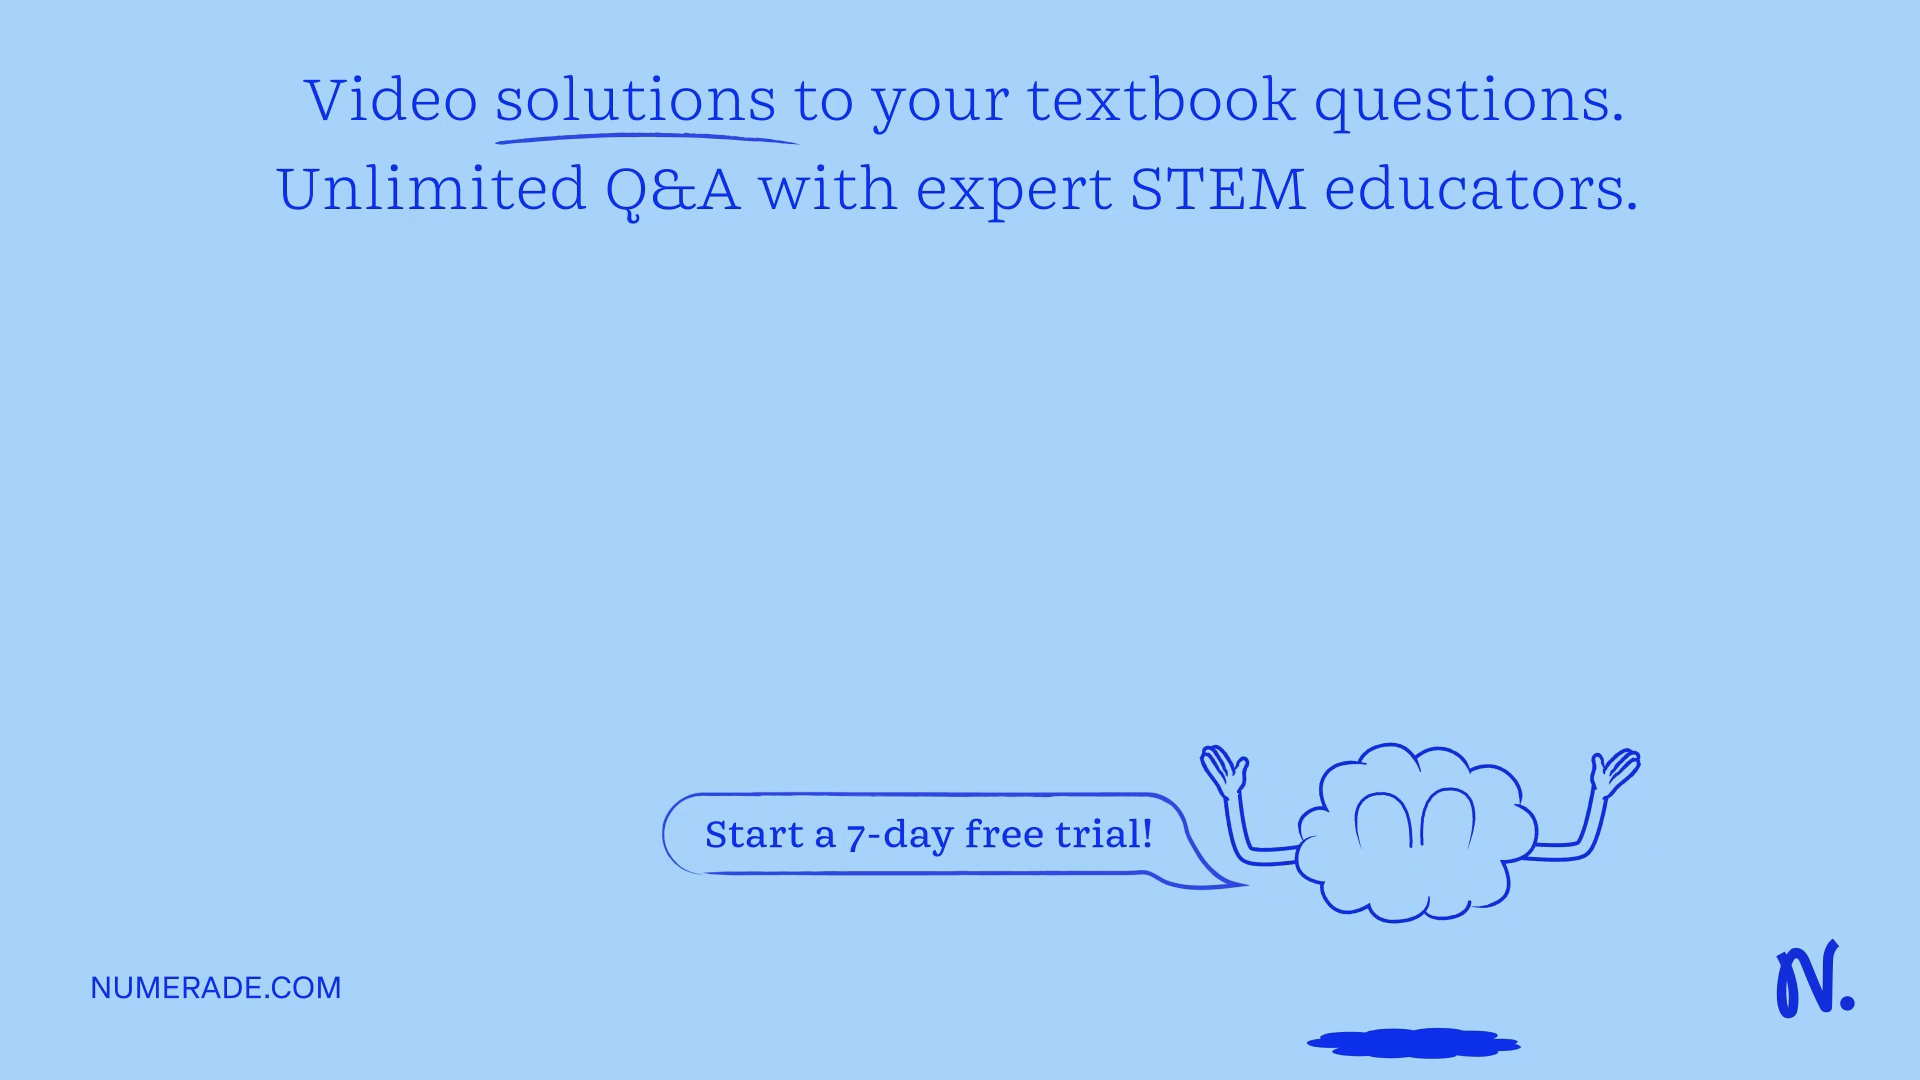 Video solutions to your textbook questions.
Unlimited Q&A with expert STEM educators.
Start a 7-day free trial!
NUMERADE.COM
N.